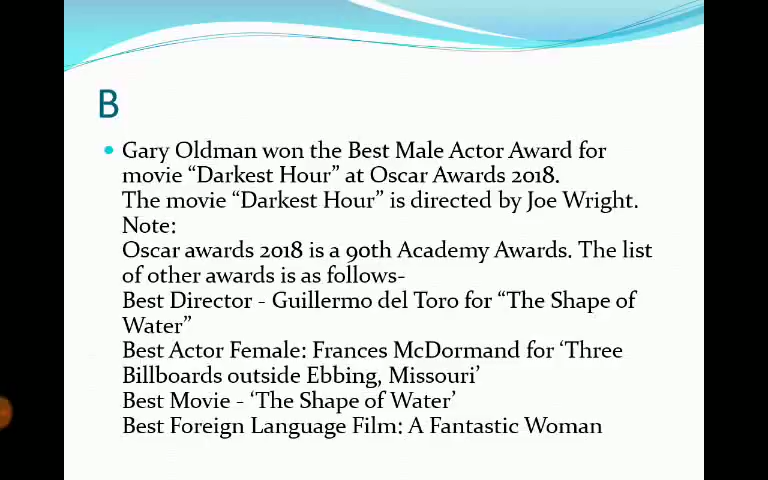 B
Gary Oldman won the Best Male Actor Award for
movie “Darkest Hour” at Oscar Awards 2018.
The movie “Darkest Hour” is directed by Joe Wright.
Note:
Oscar awards 2018 is a 90th Academy Awards. The list
of other awards is as follows-
Best Director - Guillermo del Toro for “The Shape of
Water”
Best Actor Female: Frances McDormand for ‘Three
Billboards outside Ebbing, Missouri’
Best Movie - ‘The Shape of Water’
Best Foreign Language Film: A Fantastic Woman